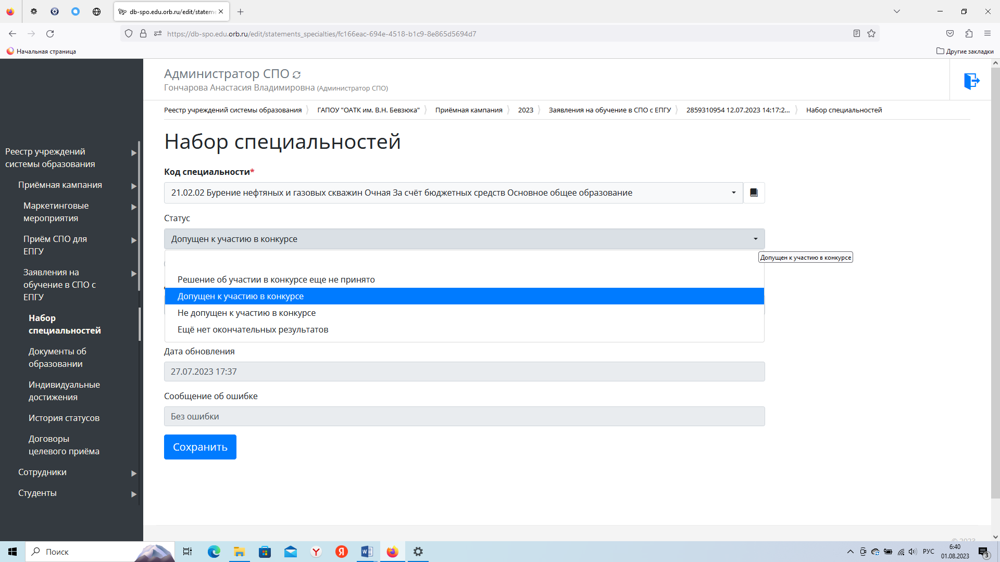 db-spo.edu.orb.ru/edit/stateme
https://db-spo.edu.orb.ru/edit/statements_specialties/fc166eac-694e-4518-b1c9-8e865d5694d7
Начальная страница
Другие закладки
Администратор СПО
Гончарова Анастасия Владимировна (Администратор СПО)
Реестр учреждений системы образования
ГАПОУ "ОАТК им. В.Н. Бевзюка"
Приёмная кампания
2023
Заявления на обучение в СПО с ЕПГУ
2859310954 12.07.2023 14:17:2...
Набор специальностей
Реестр учреждений
системы образования
Приёмная кампания
Маркетинговые
мероприятия
Приём СПО для
ЕПГУ
Заявления на
обучение в СПО с
ЕПГУ
Набор
специальностей
Документы об
образовании
Индивидуальные
достижения
История статусов
Договоры
целевого приёма
Сотрудники
Студенты
Набор специальностей
Код специальности*
21.02.02 Бурение нефтяных и газовых скважин Очная За счёт бюджетных средств Основное общее образование
Статус
Допущен к участию в конкурсе
Допущен к участию в конкурсе
Решение об участии в конкурсе еще не принято
Допущен к участию в конкурсе
Не допущен к участию в конкурсе
Ещё нет окончательных результатов
Дата обновления
27.07.2023 17:37
Сообщение об ошибке
Без ошибки
Сохранить
© 2023
Поиск
РУС
6:40
01.08.2023
3